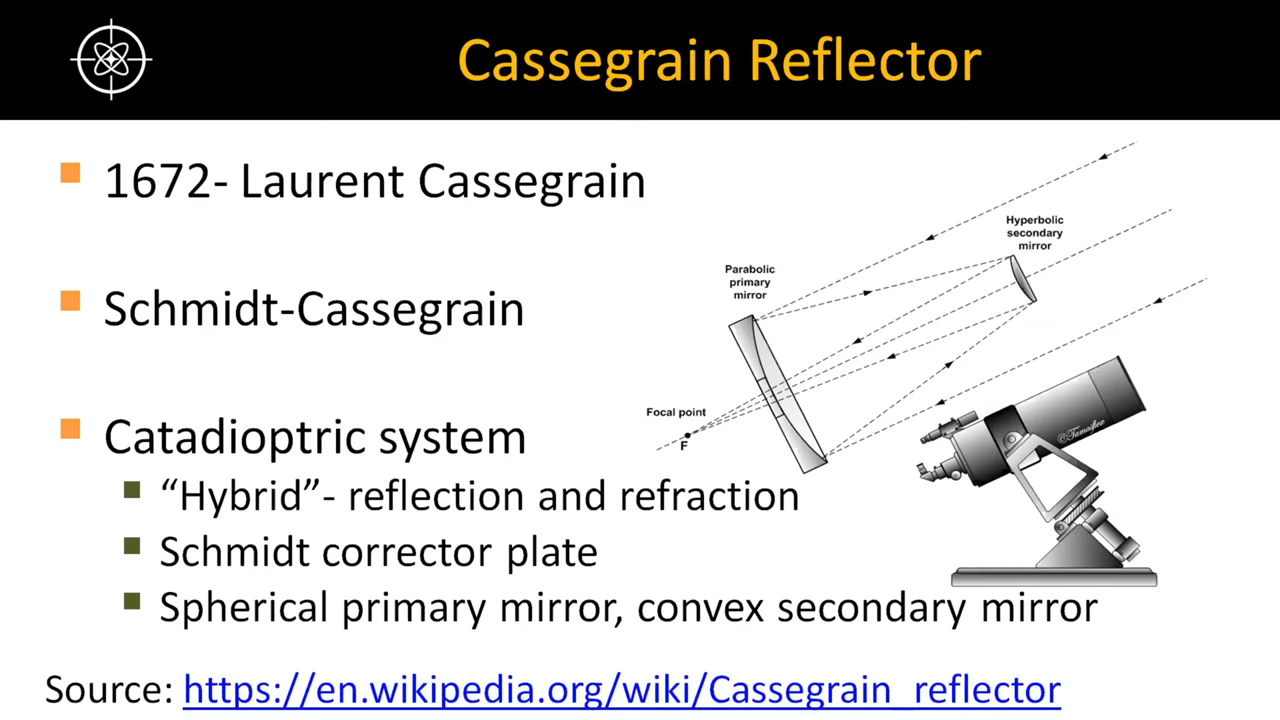 Cassegrain Reflector
1672- Laurent Cassegrain
Schmidt-Cassegrain
Catadioptric system
“Hybrid”- reflection and refraction
Schmidt corrector plate
Spherical primary mirror, convex secondary mirror
Hyperbolic
secondary
mirror
Parabolic
primary
mirror
Focal point
F
©Tamasflex
Source: https://en.wikipedia.org/wiki/Cassegrain_reflector